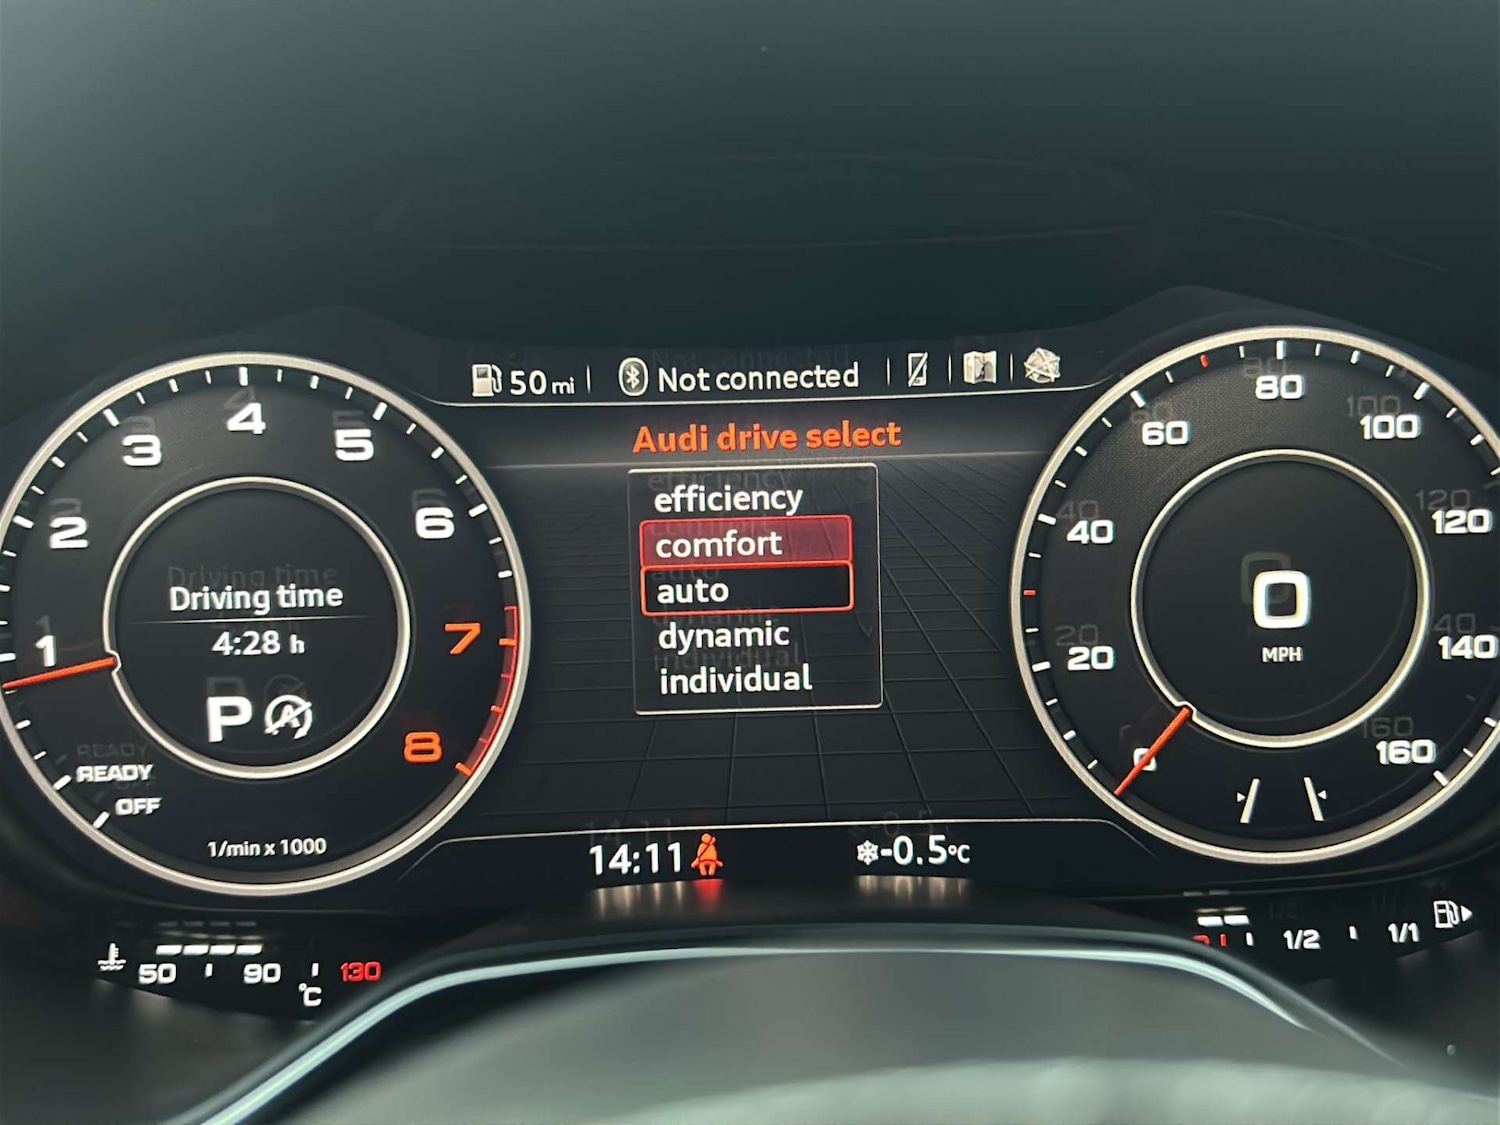 50 mi
Not connected
Audi drive select
efficiency
comfort
auto
dynamic
individual
1
2
3
4
5
6
7
8
Driving time
4:28 h
P
A
READY
OFF
1/min x 1000
0
20
40
60
80
100
120
140
160
0
MPH
14:11
-0.5°C
50
90
130
°C
1/2
1/1